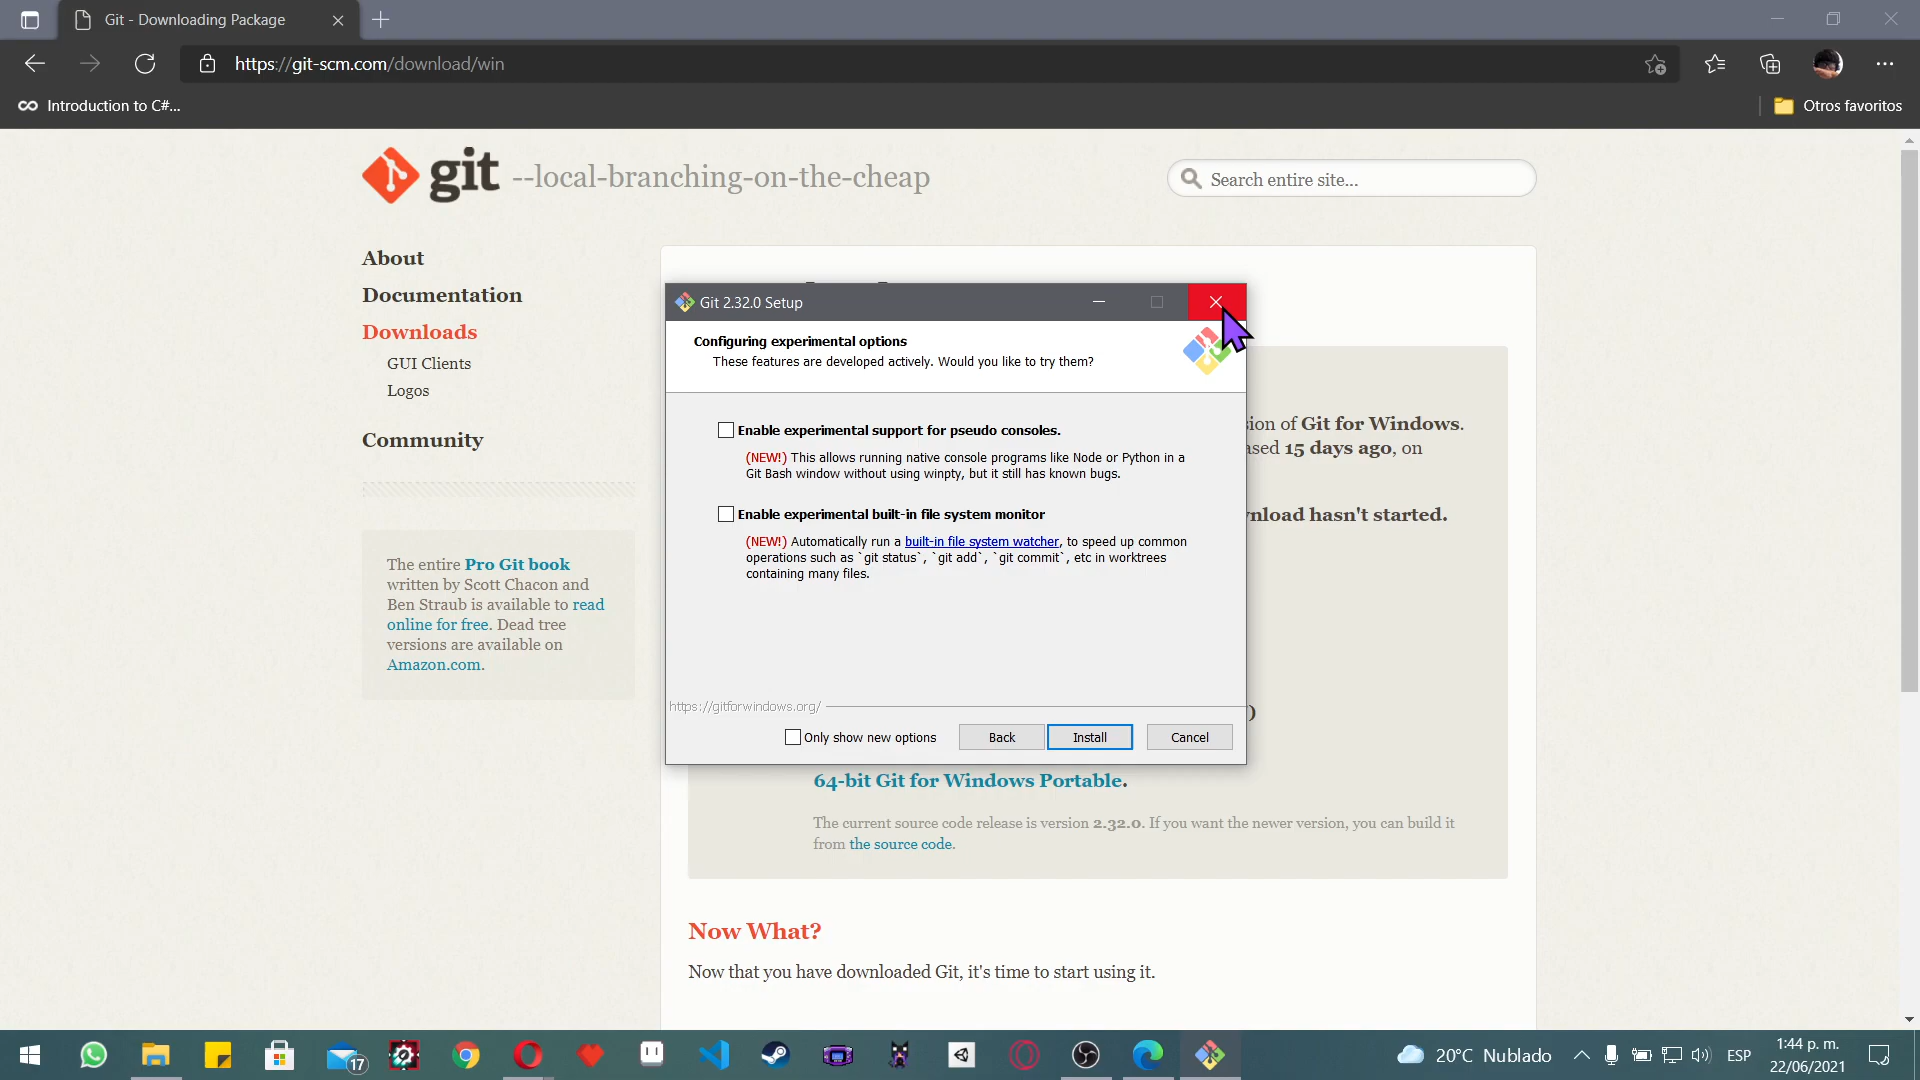 Git - Downloading Package
https://git-scm.com/download/win
Introduction to C#...
Otros favoritos
git --local-branching-on-the-cheap
Search entire site...
About
Documentation
Downloads
GUI Clients
Logos
Community
The entire Pro Git book
written by Scott Chacon and
Ben Straub is available to read
online for free. Dead tree
versions are available on
Amazon.com.
Git 2.32.0 Setup
Configuring experimental options
These features are developed actively. Would you like to try them?
Enable experimental support for pseudo consoles.
(NEW!) This allows running native console programs like Node or Python in a
Git Bash window without using winpty, but it still has known bugs.
Enable experimental built-in file system monitor
(NEW!) Automatically run a built-in file system watcher, to speed up common
operations such as `git status`, `git add`, `git commit`, etc in worktrees
containing many files.
https://gitforwindows.org/
Only show new options
Back
Install
Cancel
of Git for Windows.
15 days ago, on
hasn't started.
)
64-bit Git for Windows Portable.
The current source code release is version 2.32.0. If you want the newer version, you can build it
from the source code.
Now What?
Now that you have downloaded Git, it's time to start using it.
17
20°C Nublado
ESP
1:44 p. m.
22/06/2021